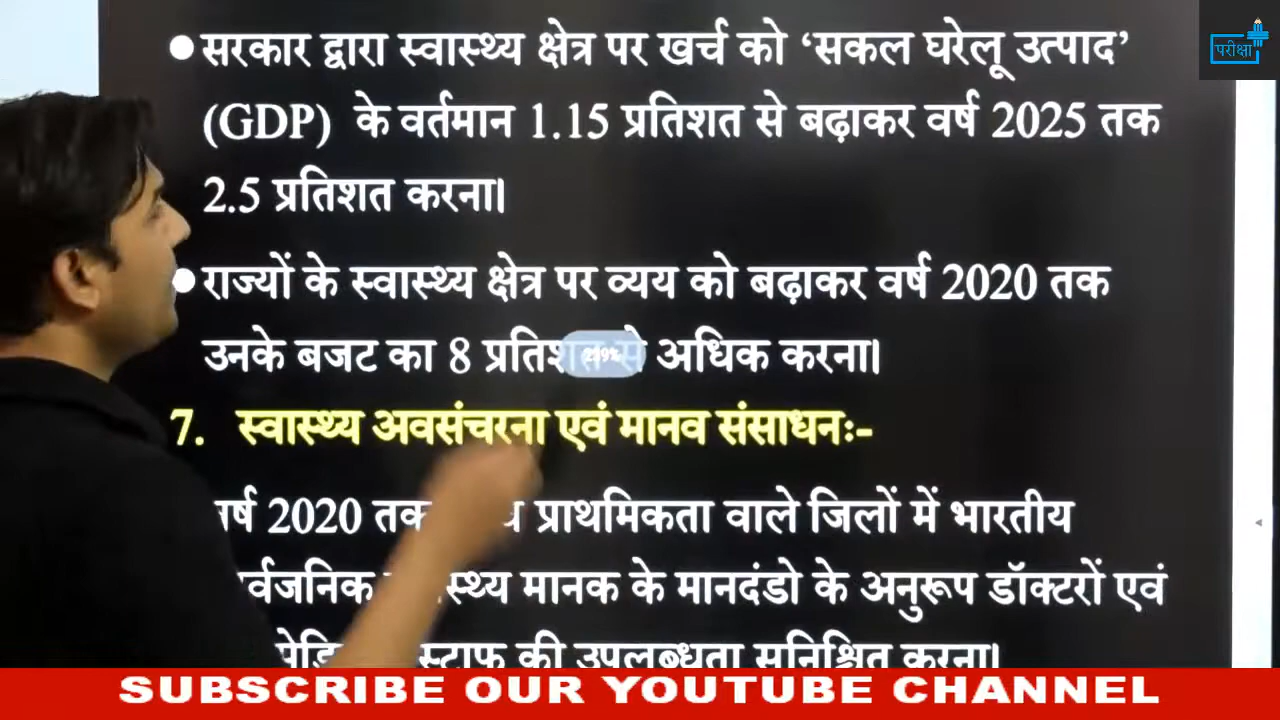 परीक्षा
●सरकार द्वारा स्वास्थ्य क्षेत्र पर खर्च को ‘सकल घरेलू उत्पाद’
(GDP) के वर्तमान 1.15 प्रतिशत से बढ़ाकर वर्ष 2025 तक
2.5 प्रतिशत करना।
●राज्यों के स्वास्थ्य क्षेत्र पर व्यय को बढ़ाकर वर्ष 2020 तक
उनके बजट का 8 प्रतिशत से अधिक करना।
7. स्वास्थ्य अवसंचरना एवं मानव संसाधनः-
2020 तक प्राथमिकता वाले जिलों में भारतीय
मानक के मानदंडो के अनुरूप डॉक्टरों एवं
स्टाफ की उपलब्धता सुनिश्चित करना।
SUBSCRIBE OUR YOUTUBE CHANNEL